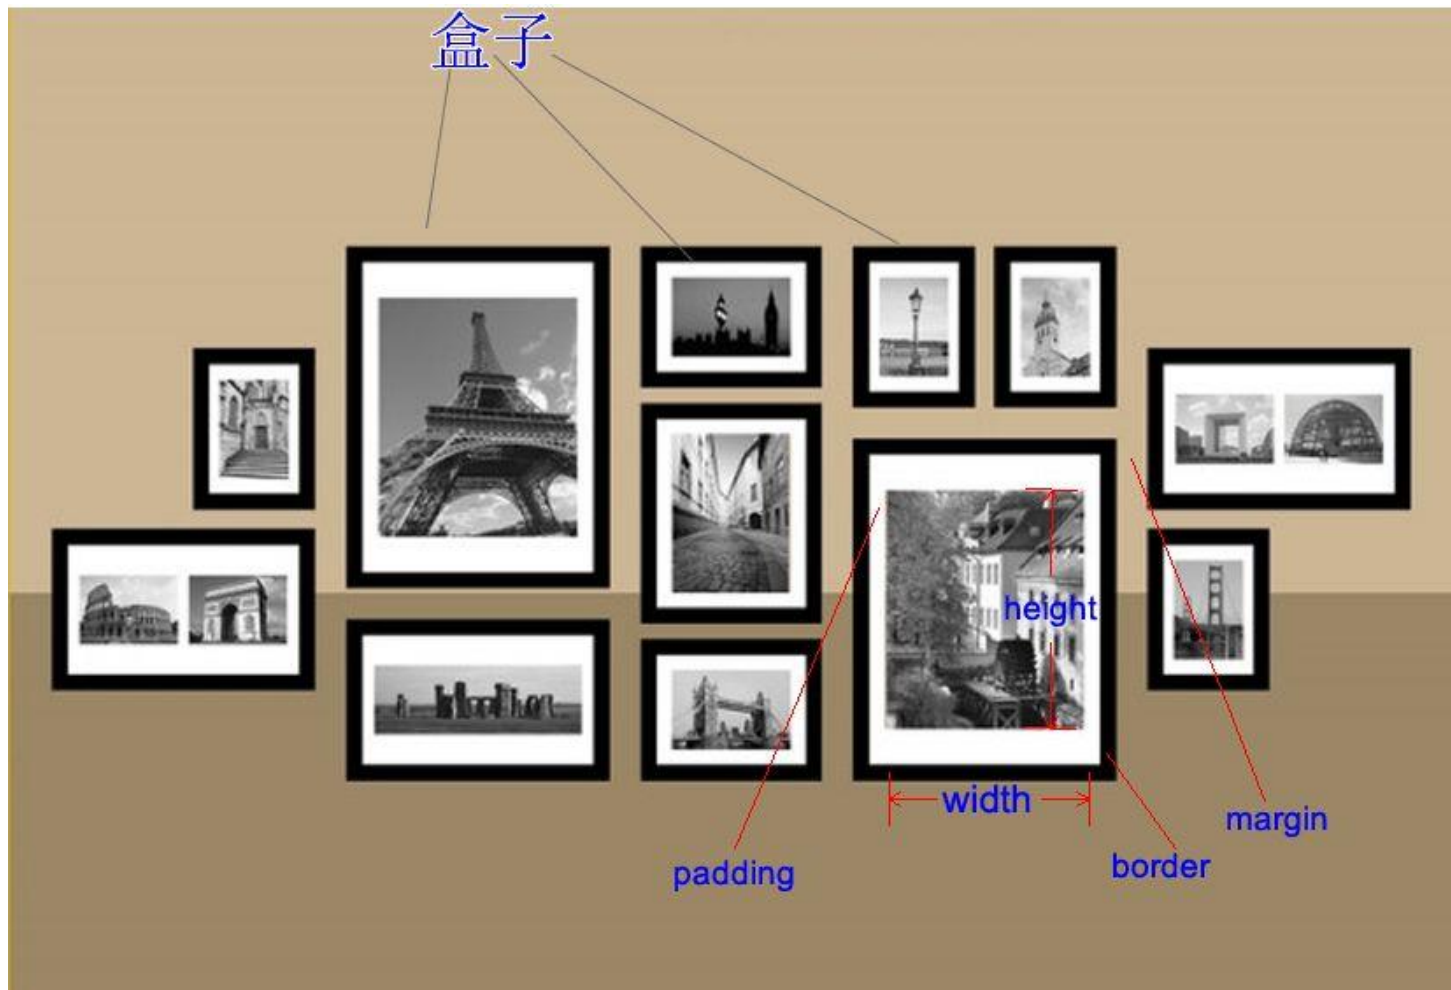 盒子
height
width
margin
border
padding